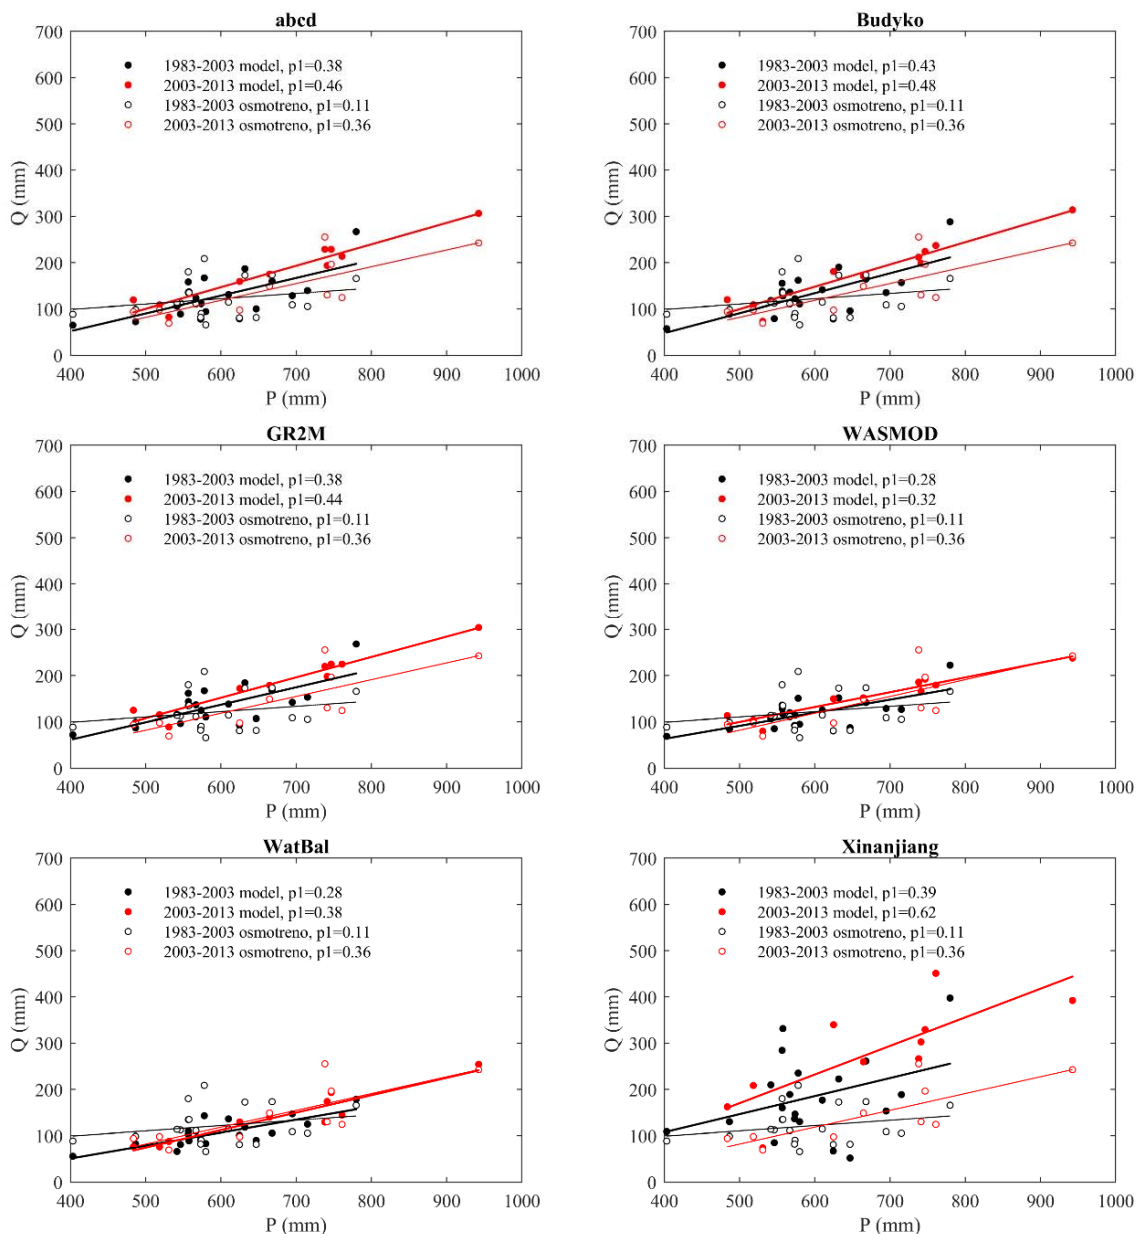 abcd
700
600
500
400
300
200
100
0
Q (mm)
1983-2003 model, p1=0.38
2003-2013 model, p1=0.46
1983-2003 osmotreno, p1=0.11
2003-2013 osmotreno, p1=0.36
400 500 600 700 800 900 1000
P (mm)
Budyko
700
600
500
400
300
200
100
0
Q (mm)
1983-2003 model, p1=0.43
2003-2013 model, p1=0.48
1983-2003 osmotreno, p1=0.11
2003-2013 osmotreno, p1=0.36
400 500 600 700 800 900 1000
P (mm)
GR2M
700
600
500
400
300
200
100
0
Q (mm)
1983-2003 model, p1=0.38
2003-2013 model, p1=0.44
1983-2003 osmotreno, p1=0.11
2003-2013 osmotreno, p1=0.36
400 500 600 700 800 900 1000
P (mm)
WASMOD
700
600
500
400
300
200
100
0
Q (mm)
1983-2003 model, p1=0.28
2003-2013 model, p1=0.32
1983-2003 osmotreno, p1=0.11
2003-2013 osmotreno, p1=0.36
400 500 600 700 800 900 1000
P (mm)
WatBal
700
600
500
400
300
200
100
0
Q (mm)
1983-2003 model, p1=0.28
2003-2013 model, p1=0.38
1983-2003 osmotreno, p1=0.11
2003-2013 osmotreno, p1=0.36
400 500 600 700 800 900 1000
P (mm)
Xinanjiang
700
600
500
400
300
200
100
0
Q (mm)
1983-2003 model, p1=0.39
2003-2013 model, p1=0.62
1983-2003 osmotreno, p1=0.11
2003-2013 osmotreno, p1=0.36
400 500 600 700 800 900 1000
P (mm)